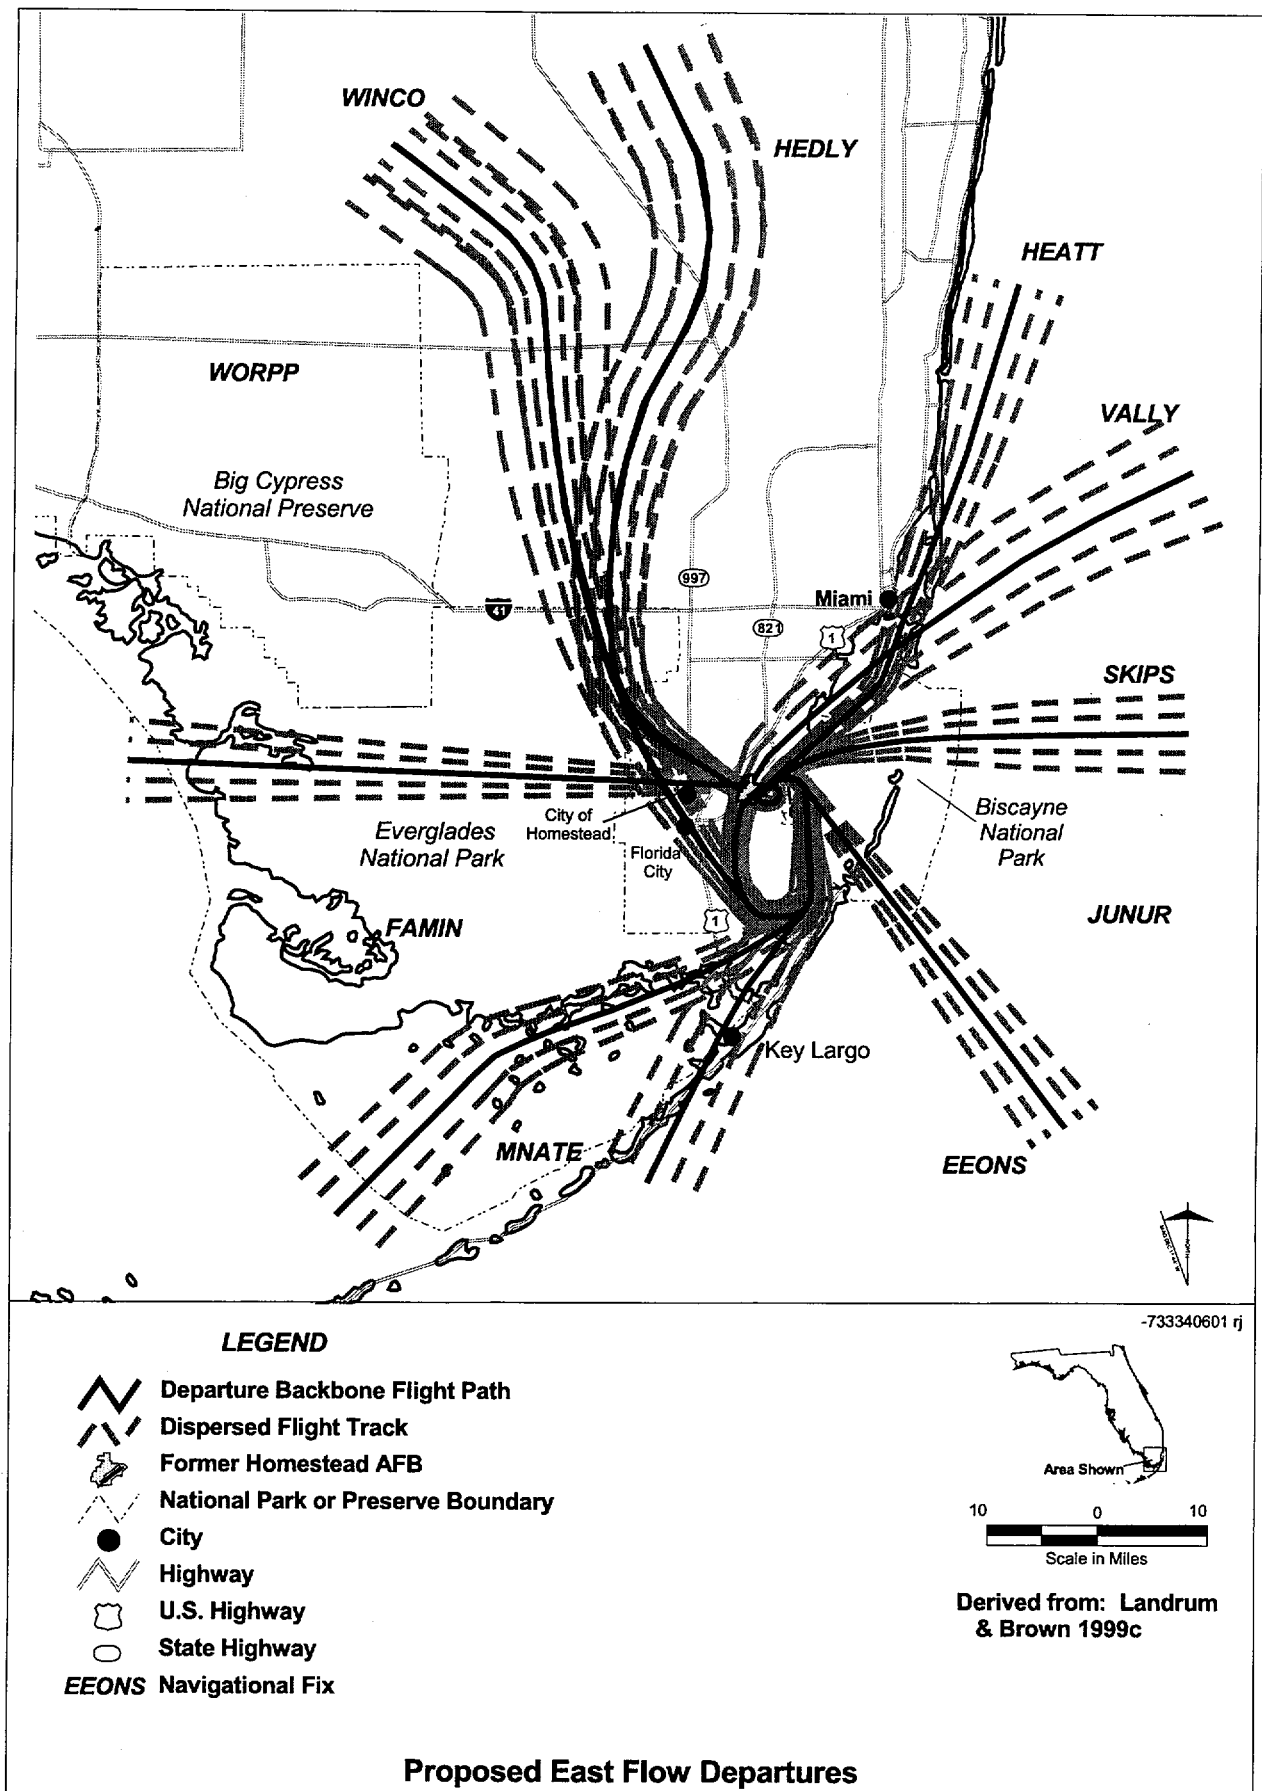 WINCO
HEDLY
HEATT
WORPP
VALLY
Big Cypress
National Preserve
997
Miami
41
821
1
SKIPS
City of
Homestead
Everglades
National Park
Biscayne
National
Park
Florida
City
1
FAMIN
JUNUR
Key Largo
MNATE
EEONS
NORTH
-733340601 rj
LEGEND
Departure Backbone Flight Path
Dispersed Flight Track
Former Homestead AFB
National Park or Preserve Boundary
City
Highway
U.S. Highway
State Highway
EEONS Navigational Fix
Area Shown
10 0 10
Scale in Miles
Derived from: Landrum
& Brown 1999c
Proposed East Flow Departures